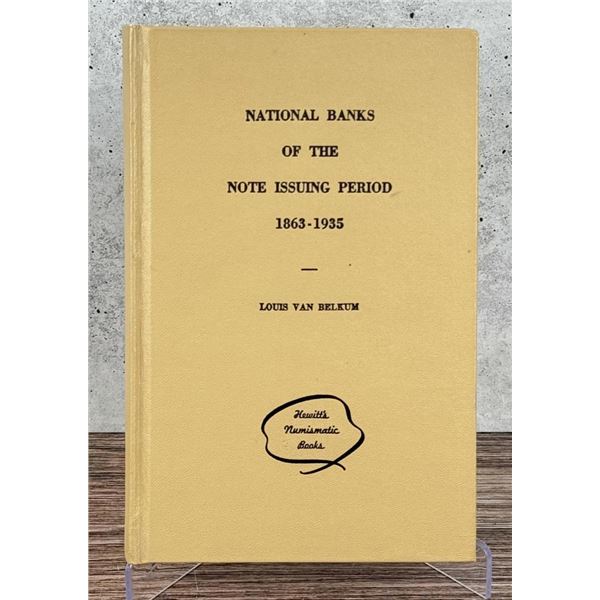 NATIONAL BANKS
OF THE
NOTE ISSUING PERIOD
1863-1935
LOUIS VAN BELKUM
Hewitt's
Numismatic
Books